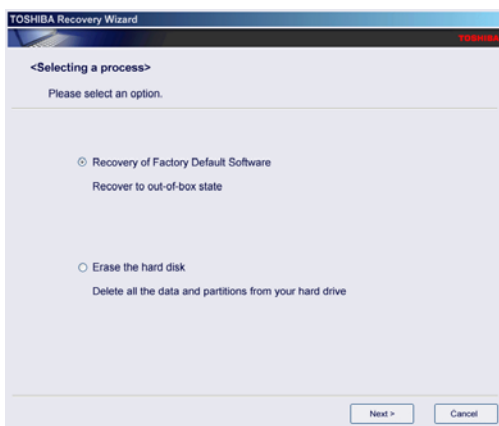 TOSHIBA Recovery Wizard
TOSHIBA
<Selecting a process>
Please select an option.
Recovery of Factory Default Software
Recover to out-of-box state
Erase the hard disk
Delete all the data and partitions from your hard drive
Next >
Cancel